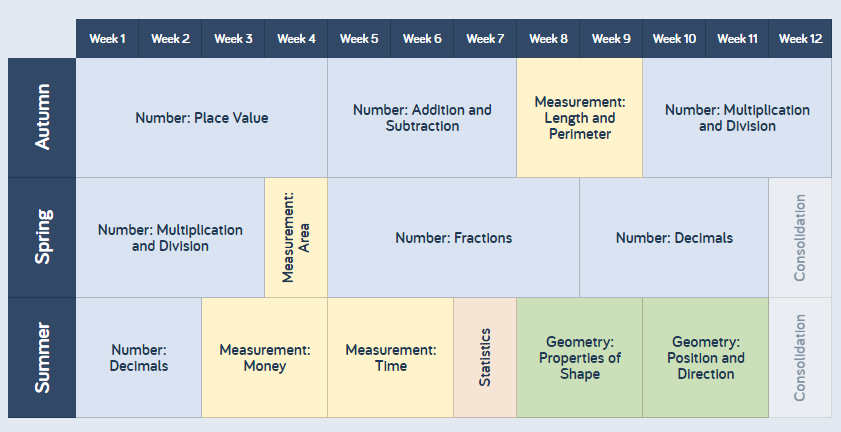 Week 1 Week 2 Week 3 Week 4 Week 5 Week 6 Week 7 Week 8 Week 9 Week 10 Week 11 Week 12
Autumn
Number: Place Value
Number: Addition and
Subtraction
Measurement:
Length and
Perimeter
Number: Multiplication
and Division
Spring
Number: Multiplication
and Division
Measurement:
Area
Number: Fractions
Number: Decimals
Consolidation
Summer
Number:
Decimals
Measurement:
Money
Measurement:
Time
Statistics
Geometry:
Properties of
Shape
Geometry:
Position and
Direction
Consolidation